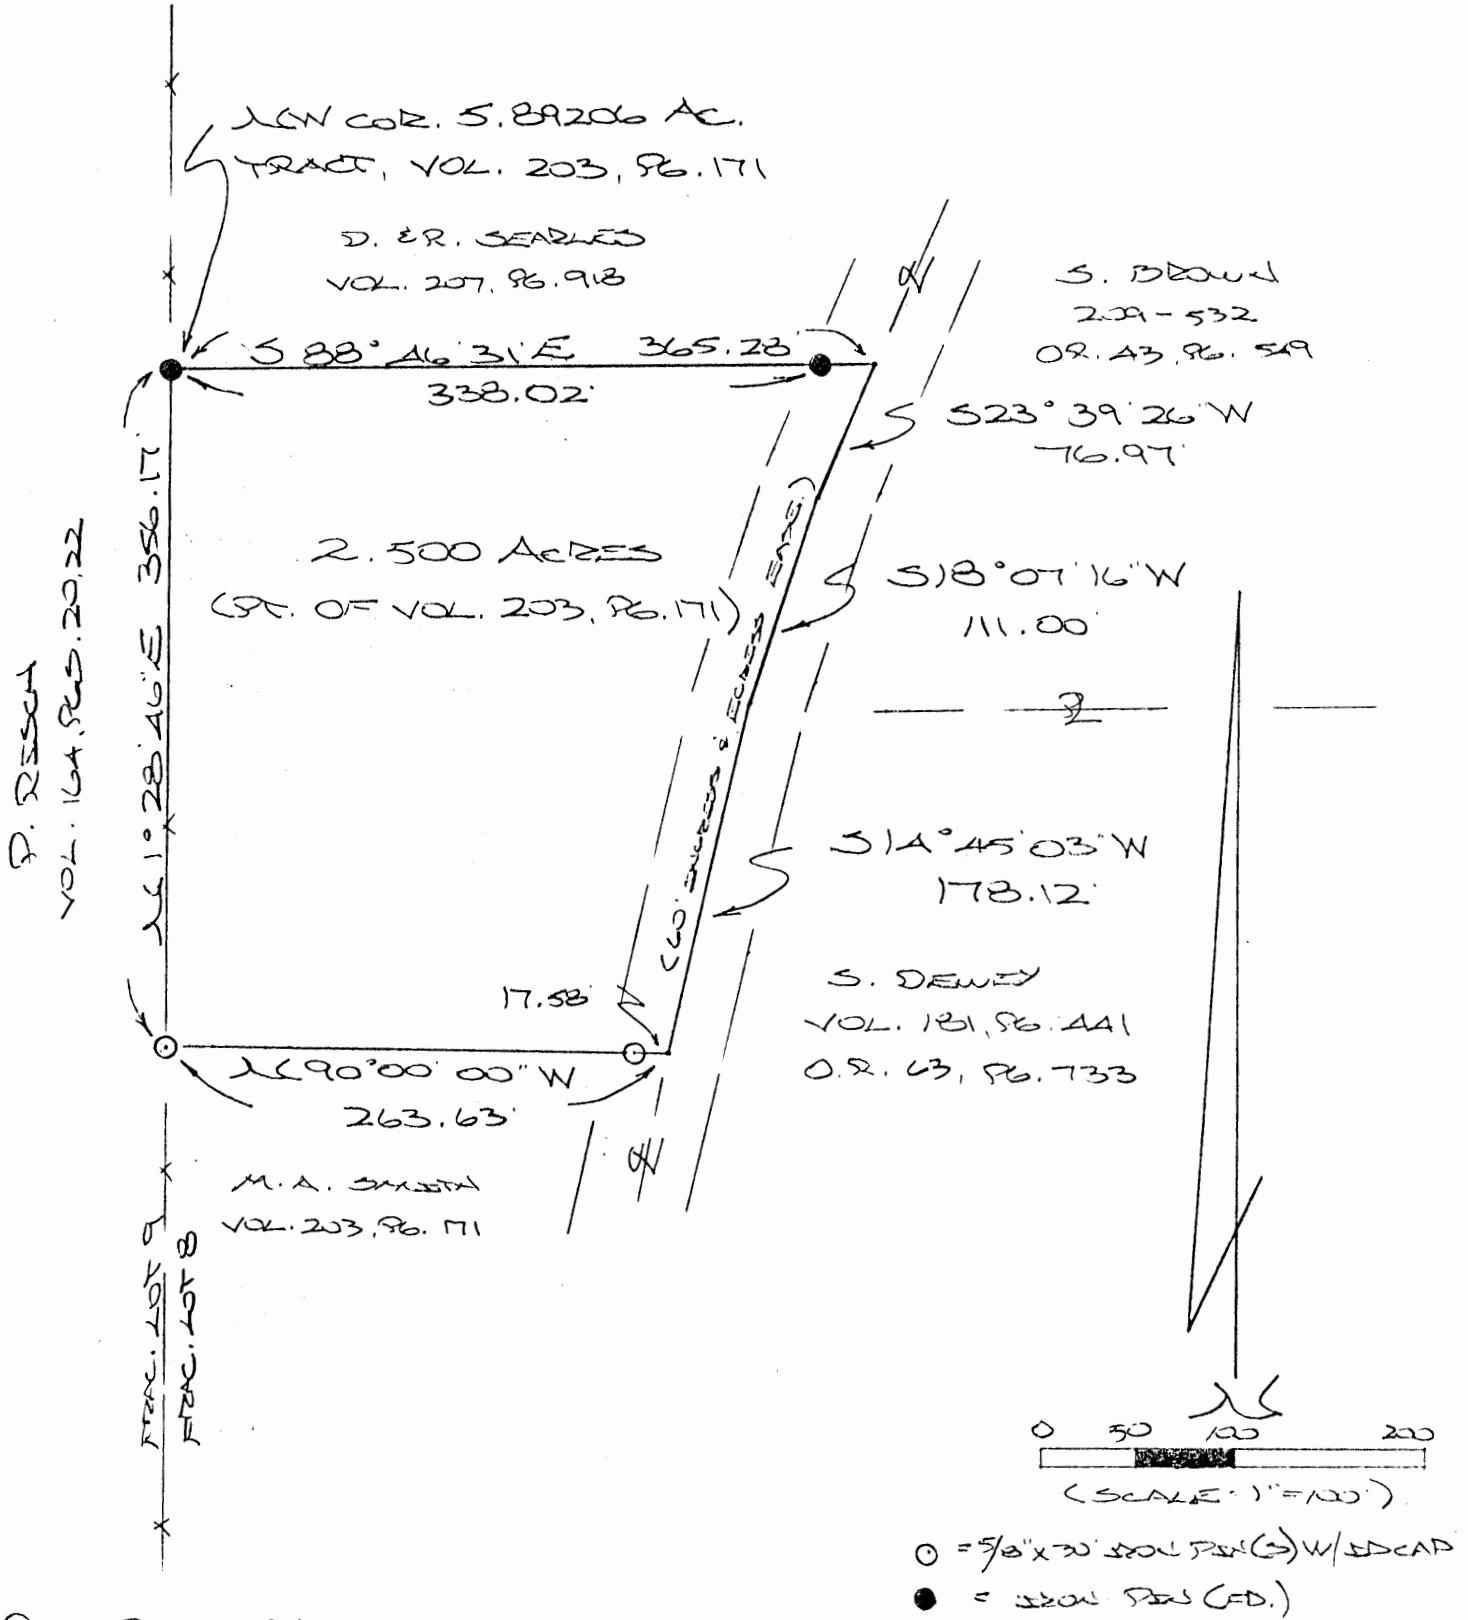 NW COR. 5.89206 AC.
TRACT, VOL. 203, PG. 171
D. & R. SEARLES
VOL. 207, PG. 918
S. BROWN
209-532
O.R. 43, PG. 549
S 88° 46' 31" E 365.28'
338.02'
S 23° 39' 26" W
76.97'
2.500 ACRES
(PT. OF VOL. 203, PG. 171)
S 18° 07' 16" W
111.00'
P. RISCH
VOL. 164, PGS. 20, 22
N 1° 28' 46" E 356.17'
(60' INGRESS & EGRESS EASE.)
S 14° 45' 03" W
178.12'
17.58'
S. DEWEY
VOL. 181, PG. 441
O.R. 63, PG. 733
N 90° 00' 00" W
263.63'
M.A. SMITH
VOL. 203, PG. 171
FRAC. LOT 9
FRAC. LOT 8
N
0 50 100 200
(SCALE: 1"=100')
= 5/8" X 30" IRON PIN(S) W/ID CAP
= IRON PIN (FD.)